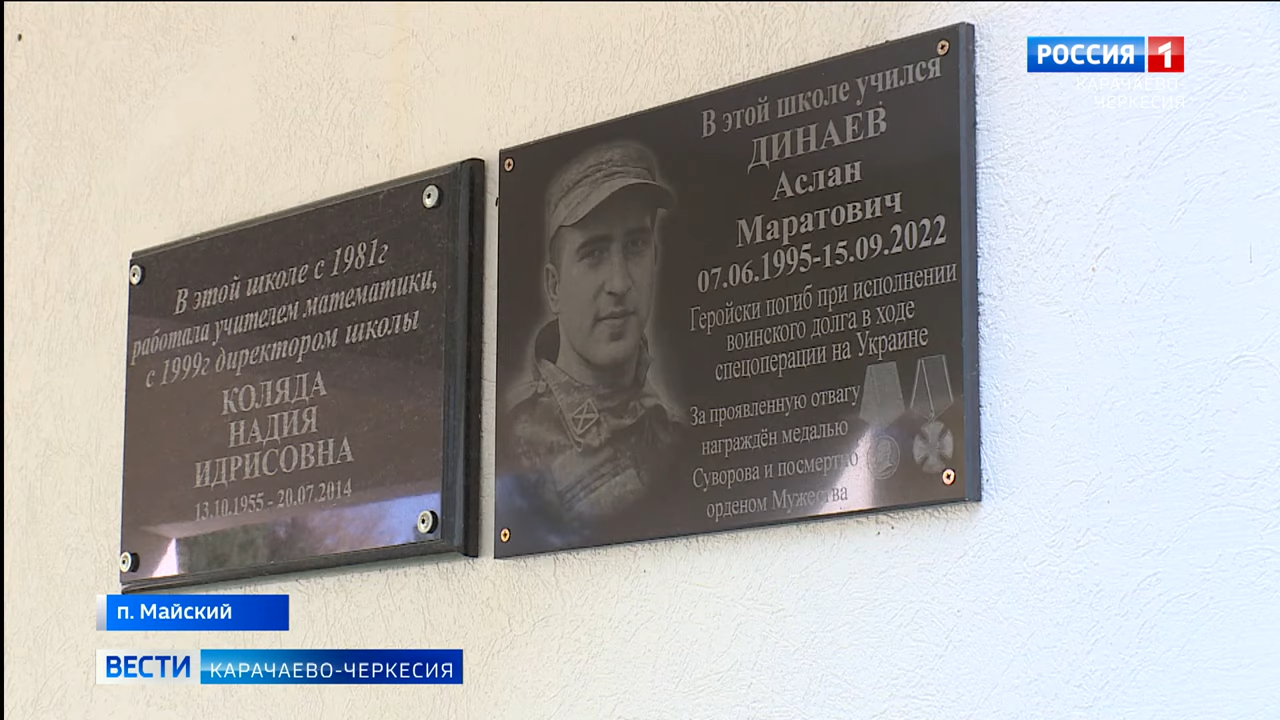 РОССИЯ 1
КАРАЧАЕВО-
ЧЕРКЕСИЯ
В этой школе с 1981г
работала учителем математики,
с 1999г директором школы
КОЛЯДА
НАДИЯ
ИДРИСОВНА
13.10.1955 - 20.07.2014
В этой школе учился
ДИНАЕВ
Аслан
Маратович
07.06.1995-15.09.2022
Геройски погиб при исполнении
воинского долга в ходе
спецоперации на Украине
За проявленную отвагу
награждён медалью
Суворова и посмертно
орденом Мужества
п. Майский
ВЕСТИ КАРАЧАЕВО-ЧЕРКЕСИЯ